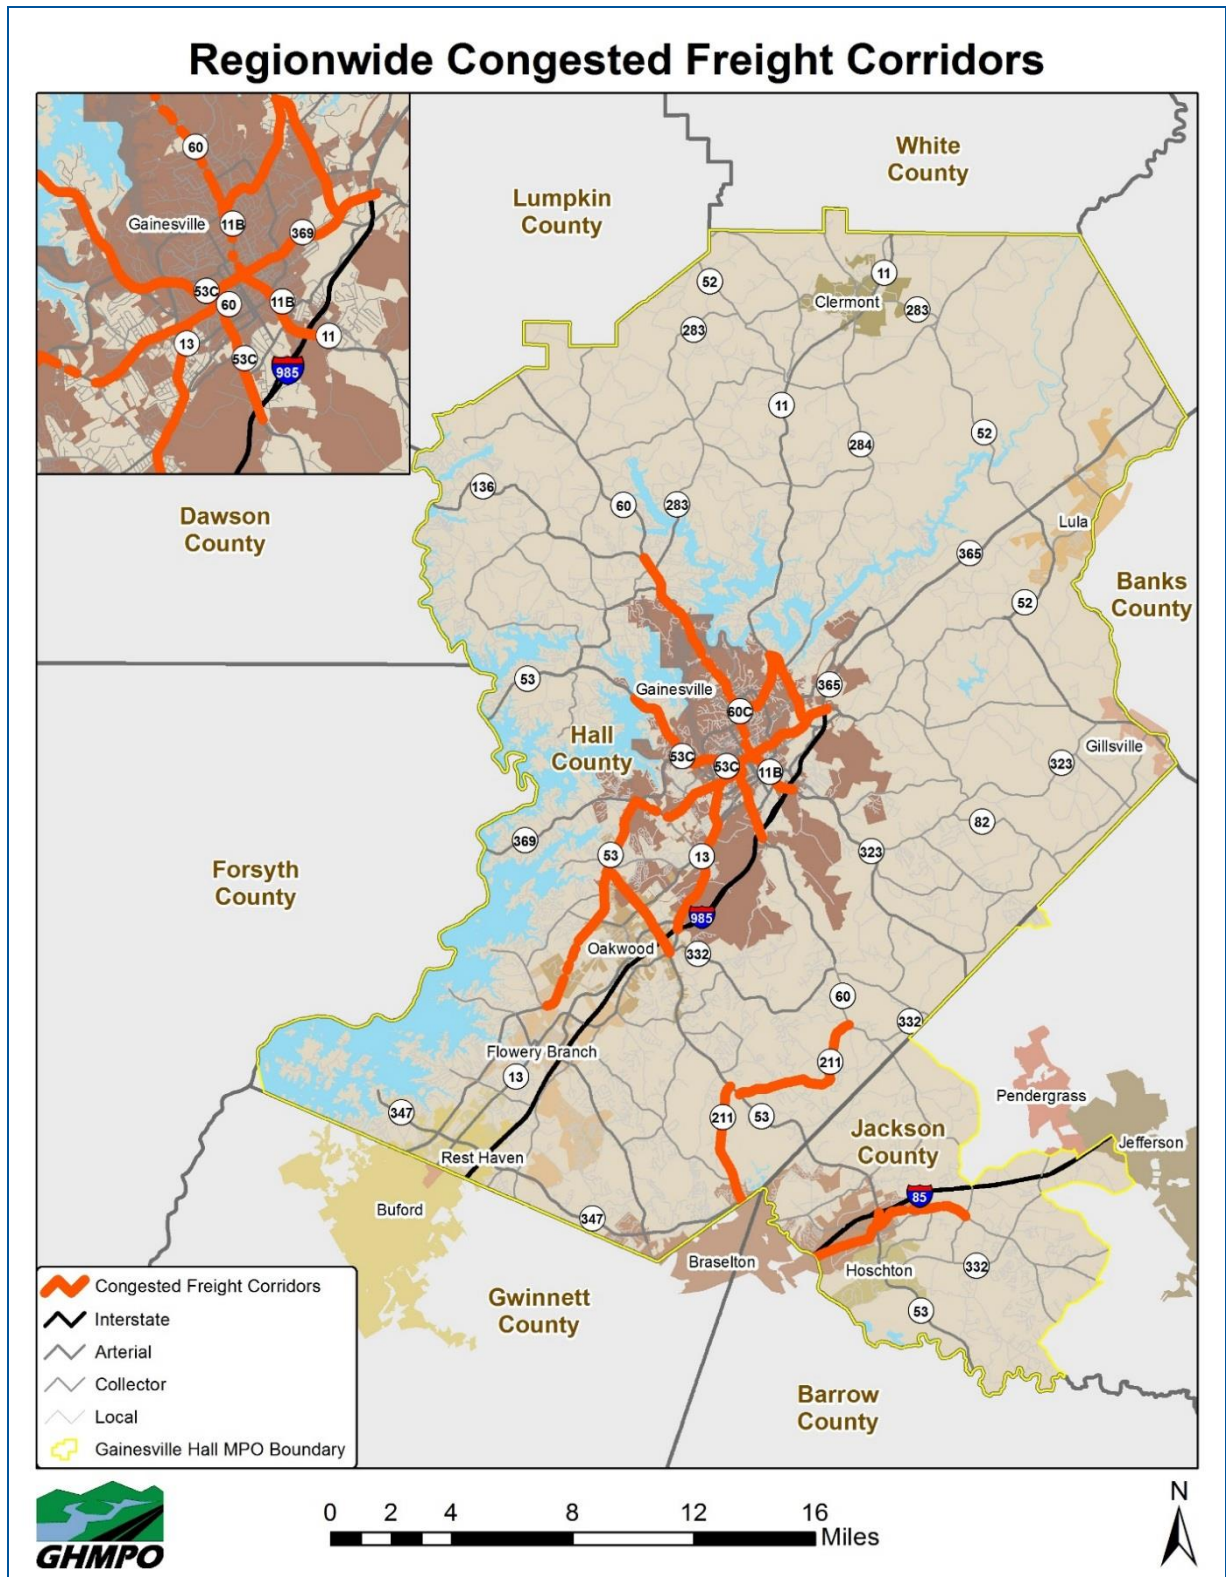 Regionwide Congested Freight Corridors
60
Gainesville
11B
369
53C
60
11B
13
53C
11
985
White
County
Lumpkin
County
52
11
Clermont
283
283
11
284
52
136
60
283
Dawson
County
Lula
365
Banks
County
52
53
Gainesville
365
60C
Hall
County
53C
53C
11B
Gillsville
323
82
369
53
13
323
Forsyth
County
985
Oakwood
332
60
332
Flowery Branch
13
211
347
211
53
Pendergrass
Jackson
County
Jefferson
Rest Haven
85
Buford
347
Braselton
Hoschton
332
53
Gwinnett
County
Barrow
County
Congested Freight Corridors
Interstate
Arterial
Collector
Local
Gainesville Hall MPO Boundary
GHMPO
0 2 4 8 12 16
Miles
N